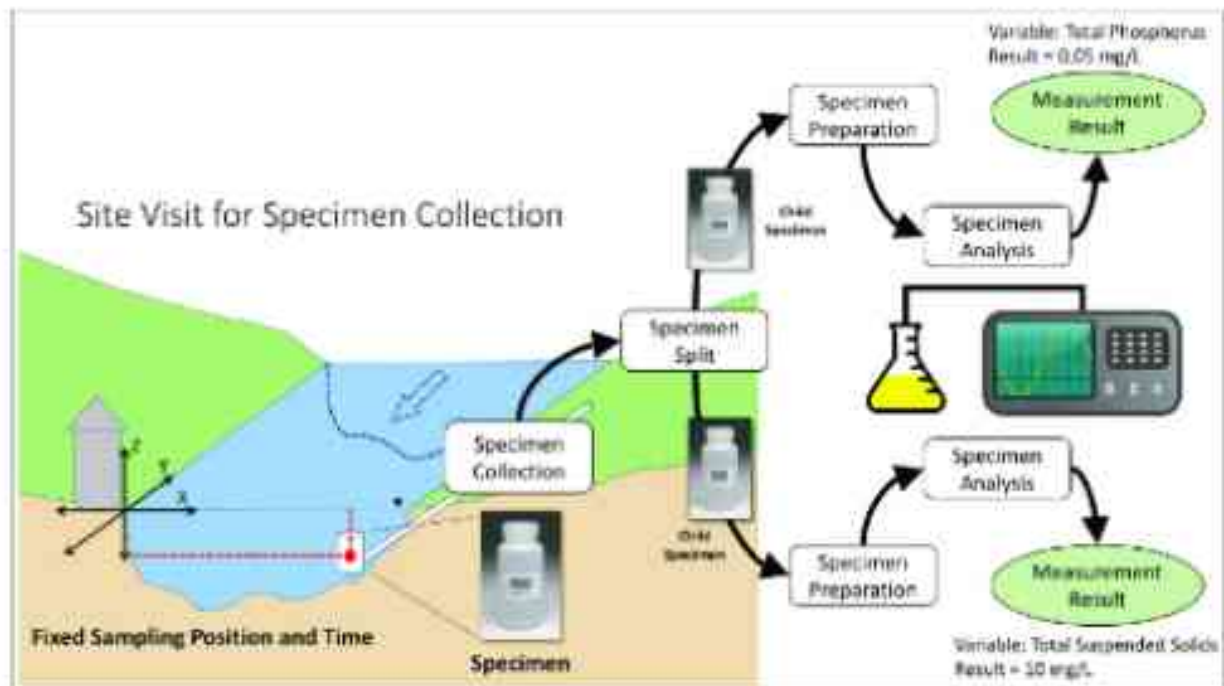 Variable: Total Phosphorus
Result = 0.05 mg/L
Measurement
Result
Specimen
Preparation
Child
Specimen
Specimen
Analysis
Site Visit for Specimen Collection
Specimen
Split
Specimen
Collection
Z
Y
X
Child
Specimen
Specimen
Analysis
Specimen
Preparation
Measurement
Result
Fixed Sampling Position and Time
Specimen
Variable: Total Suspended Solids
Result = 10 mg/L